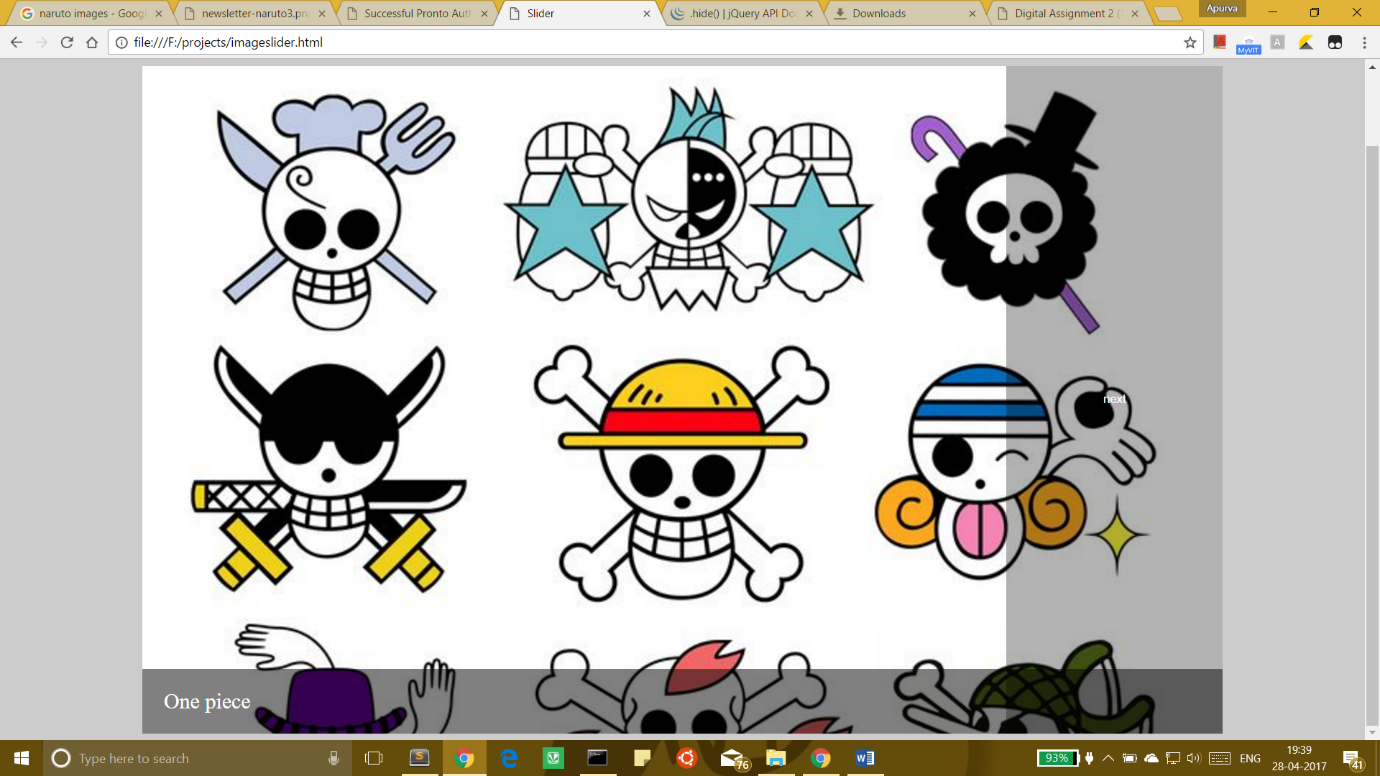 naruto images - Goog
newsletter-naruto3.pn
Successful Pronto Auth
Slider
.hide() | jQuery API Do
Downloads
Digital Assignment 2 (
Apurva
file:///F:/projects/imageslider.html
MyVIT
A
next
One piece
Type here to search
S
W
76
93%
ENG
19:39
28-04-2017
41